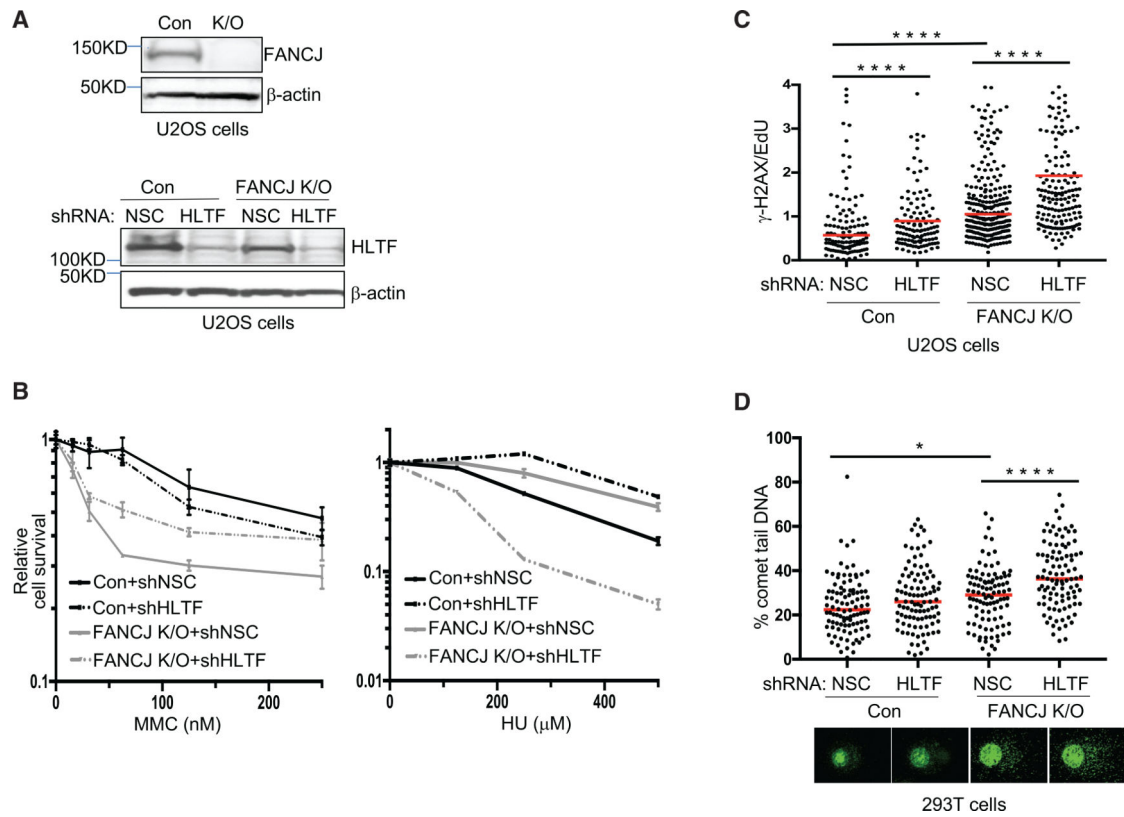 A
Con K/O
150KD
FANCJ
50KD
β-actin
U2OS cells
Con FANCJ K/O
shRNA: NSC HLTF NSC HLTF
HLTF
100KD
50KD
β-actin
U2OS cells
B
1
Relative
cell survival
Con+shNSC
Con+shHLTF
FANCJ K/O+shNSC
FANCJ K/O+shHLTF
0.1
0 100 200
MMC (nM)
1
0.1
Con+shNSC
Con+shHLTF
FANCJ K/O+shNSC
FANCJ K/O+shHLTF
0.01
0 200 400
HU (μM)
C
* * * *
* * * * * * * *
4
3
2
1
0
γ-H2AX/EdU
shRNA: NSC HLTF NSC HLTF
Con FANCJ K/O
U2OS cells
D
100
80
60
40
20
0
% comet tail DNA
*
* * * *
shRNA: NSC HLTF NSC HLTF
Con FANCJ K/O
293T cells